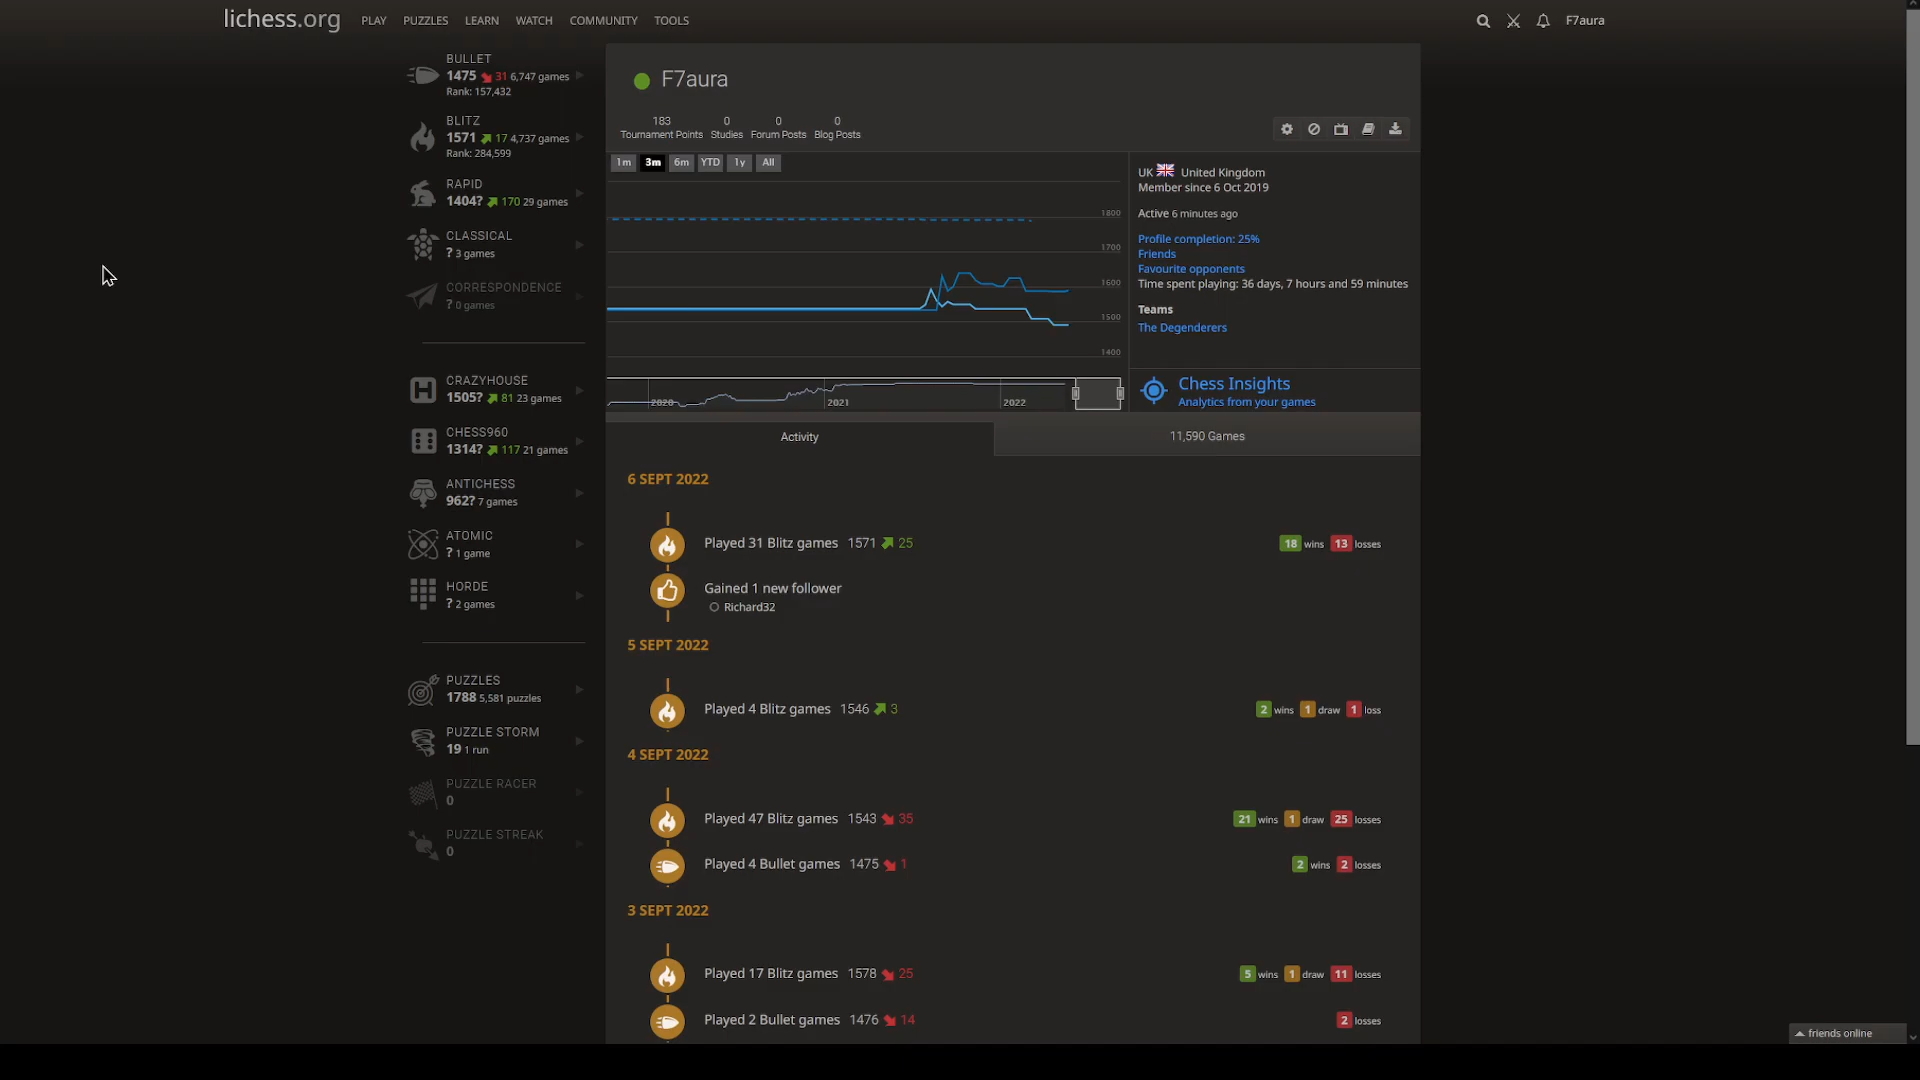 lichess.org PLAY PUZZLES LEARN WATCH COMMUNITY TOOLS F7aura
BULLET
1475 31 6,747 games
Rank: 157,432
BLITZ
1571 17 4,737 games
Rank: 284,599
RAPID
1404? 170 29 games
CLASSICAL
? 3 games
CORRESPONDENCE
? 0 games
CRAZYHOUSE
1505? 81 23 games
CHESS960
1314? 117 21 games
ANTICHESS
962? 7 games
ATOMIC
? 1 game
HORDE
? 2 games
PUZZLES
1788 5,581 puzzles
PUZZLE STORM
19 1 run
PUZZLE RACER
0
PUZZLE STREAK
0
F7aura
183 0 0 0
Tournament Points Studies Forum Posts Blog Posts
1m 3m 6m YTD 1y All
1800
1700
1600
1500
1400
2020 2021 2022
UK United Kingdom
Member since 6 Oct 2019
Active 6 minutes ago
Profile completion: 25%
Friends
Favourite opponents
Time spent playing: 36 days, 7 hours and 59 minutes
Teams
The Degenderers
Chess Insights
Analytics from your games
Activity 11,590 Games
6 SEPT 2022
Played 31 Blitz games 1571 25 18 wins 13 losses
Gained 1 new follower
Richard32
5 SEPT 2022
Played 4 Blitz games 1546 3 2 wins 1 draw 1 loss
4 SEPT 2022
Played 47 Blitz games 1543 35 21 wins 1 draw 25 losses
Played 4 Bullet games 1475 1 2 wins 2 losses
3 SEPT 2022
Played 17 Blitz games 1578 25 5 wins 1 draw 11 losses
Played 2 Bullet games 1476 14 2 losses
friends online